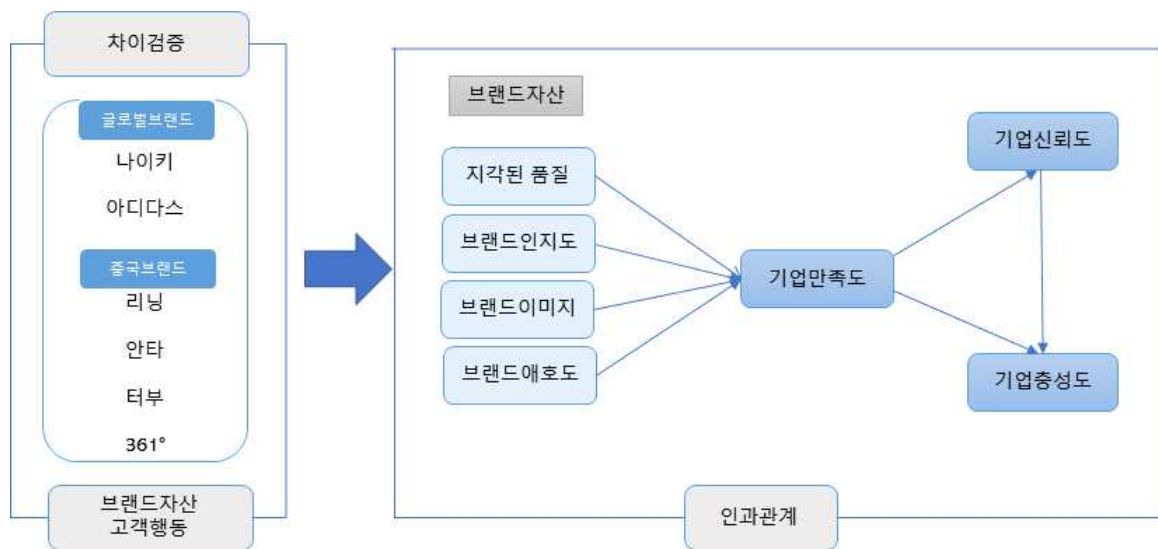 차이검증
글로벌브랜드
나이키
아디다스
중국브랜드
리닝
안타
터부
361°
브랜드자산
고객행동
브랜드자산
지각된 품질
브랜드인지도
브랜드이미지
브랜드애호도
기업만족도
기업신뢰도
기업충성도
인과관계